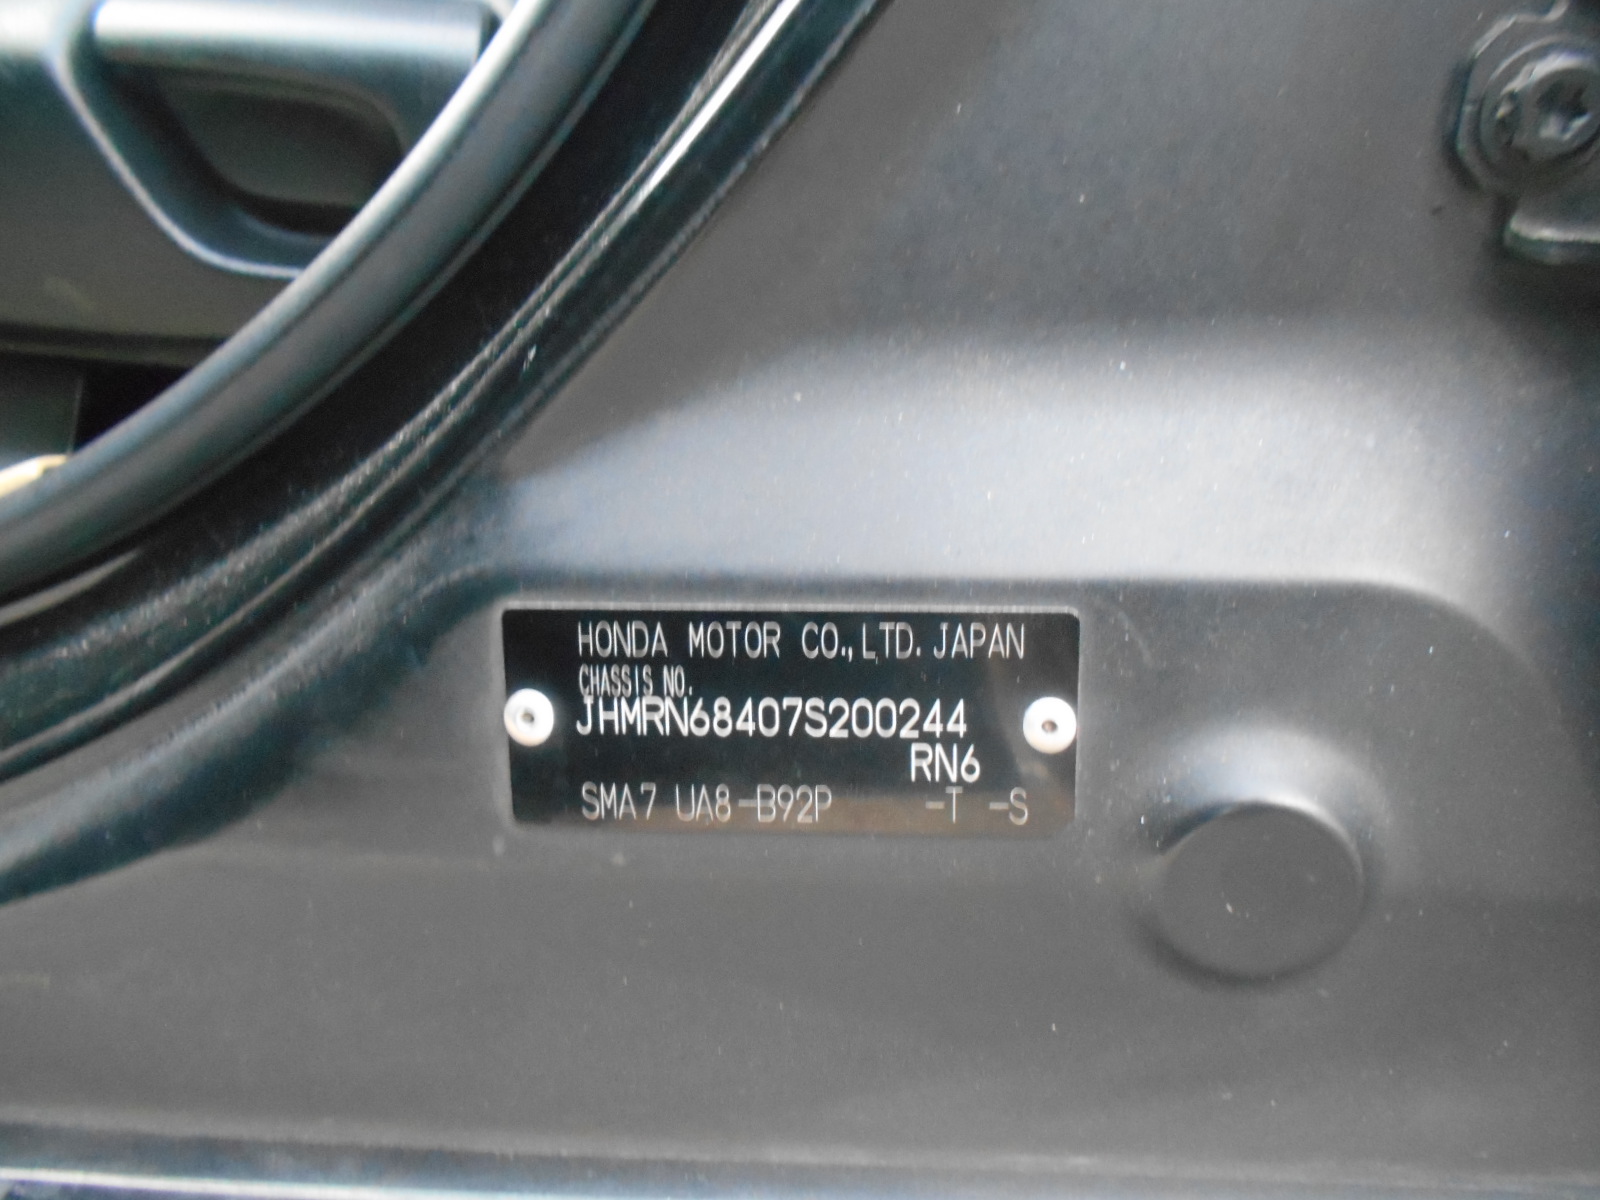 HONDA MOTOR CO.,LTD. JAPAN
CHASSIS NO.
JHMRN68407S200244
RN6
SMA7 UA8-B92P -T -S